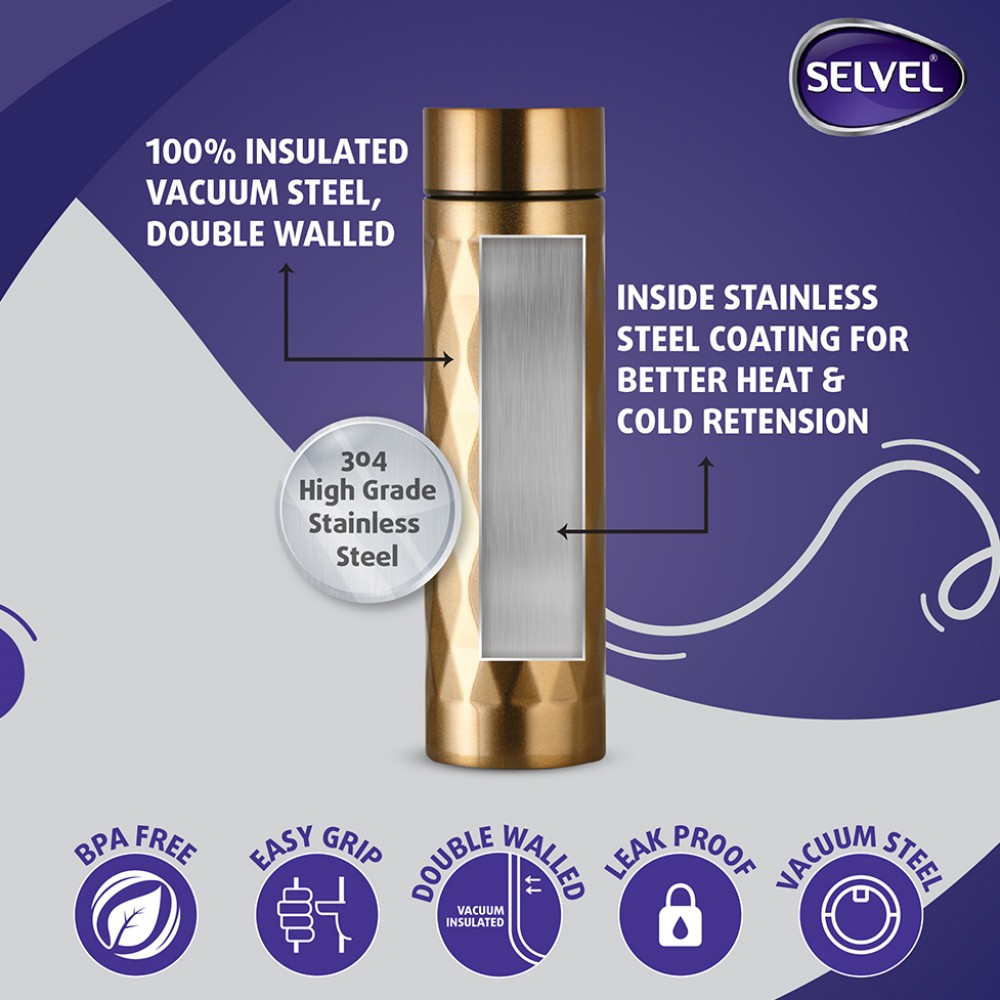 SELVEL®
100% INSULATED
VACUUM STEEL,
DOUBLE WALLED
INSIDE STAINLESS
STEEL COATING FOR
BETTER HEAT &
COLD RETENSION
304
High Grade
Stainless
Steel
BPA FREE
EASY GRIP
DOUBLE WALLED
VACUUM
INSULATED
LEAK PROOF
VACUUM STEEL